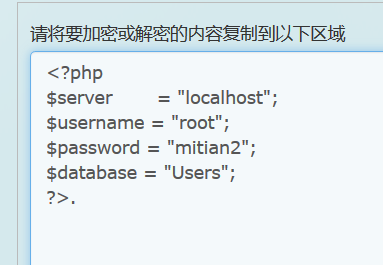 请将要加密或解密的内容复制到以下区域
<?php
$server     = "localhost";
$username = "root";
$password = "mitian2";
$database = "Users";
?>.